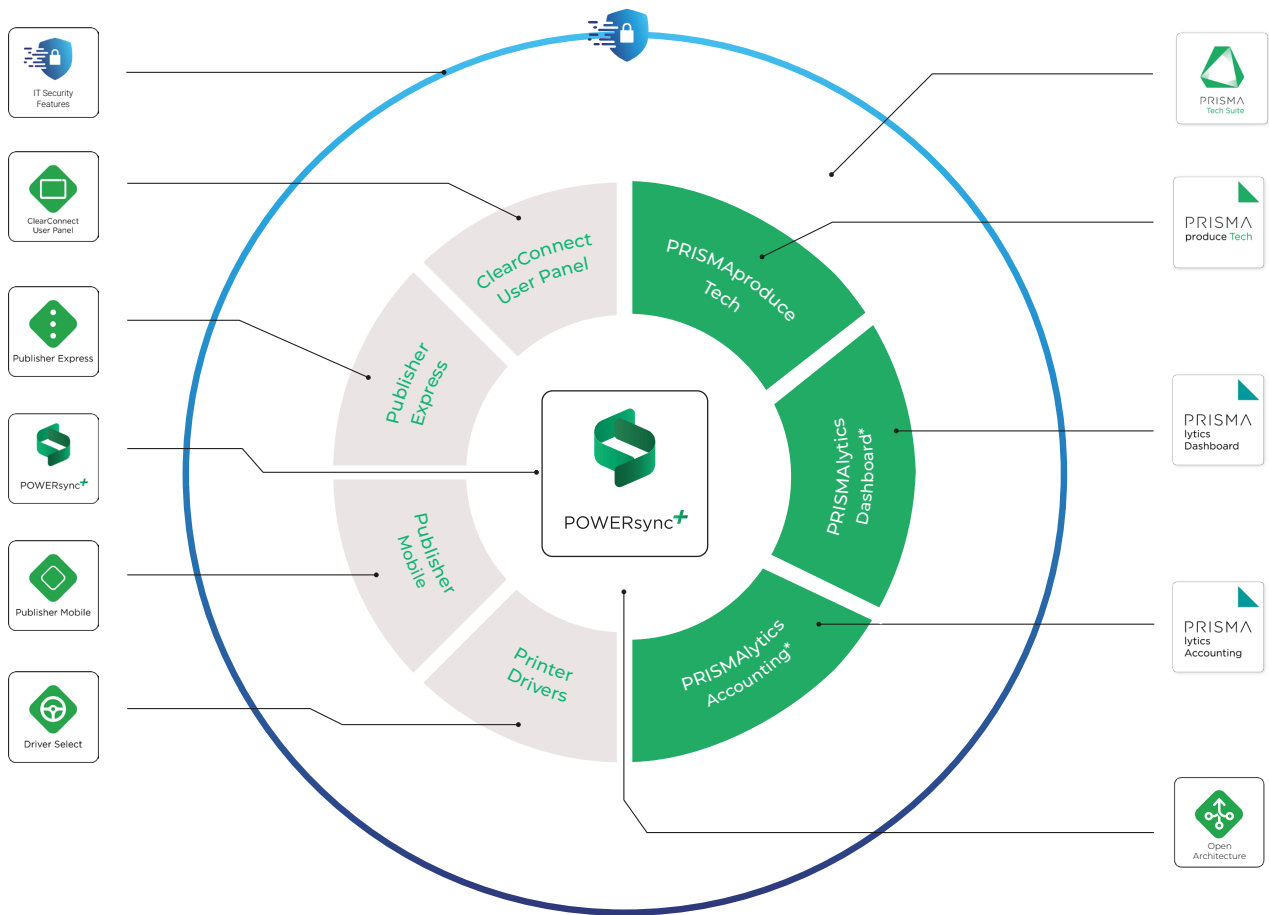 IT Security
Features
ClearConnect
User Panel
Publisher Express
POWERsync+
Publisher Mobile
Driver Select
ClearConnect
User Panel
Publisher
Express
Publisher
Mobile
Printer
Drivers
POWERsync+
PRISMAproduce
Tech
PRISMAlytics
Dashboard*
PRISMAlytics
Accounting*
PRISMA
Tech Suite
PRISMA
produce Tech
PRISMA
lytics
Dashboard
PRISMA
lytics
Accounting
Open
Architecture